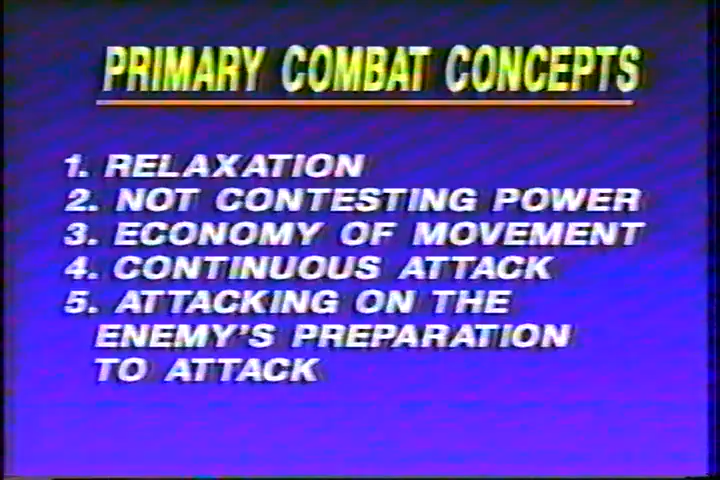 PRIMARY COMBAT CONCEPTS
1. RELAXATION
2. NOT CONTESTING POWER
3. ECONOMY OF MOVEMENT
4. CONTINUOUS ATTACK
5. ATTACKING ON THE
ENEMY'S PREPARATION
TO ATTACK